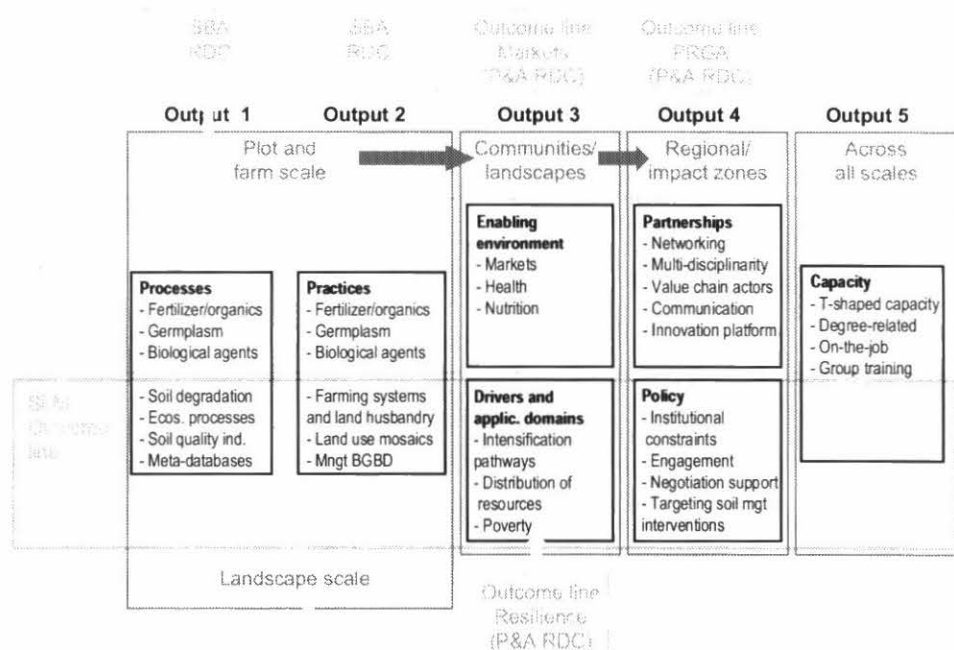 SBA
RDC
SBA
RDC
Outcome line
Markets
(P&A RDC)
Outcome line
PRGA
(P&A RDC)
Output 1
Output 2
Output 3
Output 4
Output 5
Plot and
farm scale
Communities/
landscapes
Regional/
impact zones
Across
all scales
Processes
- Fertilizer/organics
- Germplasm
- Biological agents
- Soil degradation
- Ecos. processes
- Soil quality ind.
- Meta-databases
Practices
- Fertilizer/organics
- Germplasm
- Biological agents
- Farming systems
and land husbandry
- Land use mosaics
- Mngt BGBD
Enabling
environment
- Markets
- Health
- Nutrition
Drivers and
applic. domains
- Intensification
pathways
- Distribution of
resources
- Poverty
Partnerships
- Networking
- Multi-disciplinarity
- Value chain actors
- Communication
- Innovation platform
Policy
- Institutional
constraints
- Engagement
- Negotiation support
- Targeting soil mgt
interventions
Capacity
- T-shaped capacity
- Degree-related
- On-the-job
- Group training
SLM
Outcome
line
Landscape scale
Outcome line
Resilience
(P&A RDC)